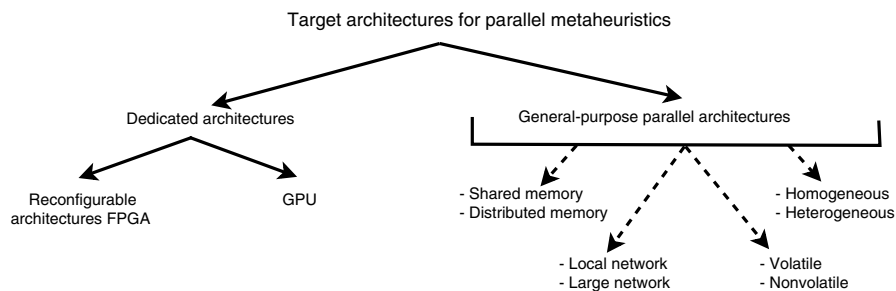 Target architectures for parallel metaheuristics
Dedicated architectures
General-purpose parallel architectures
Reconfigurable
architectures FPGA
GPU
- Shared memory
- Distributed memory
- Homogeneous
- Heterogeneous
- Local network
- Large network
- Volatile
- Nonvolatile